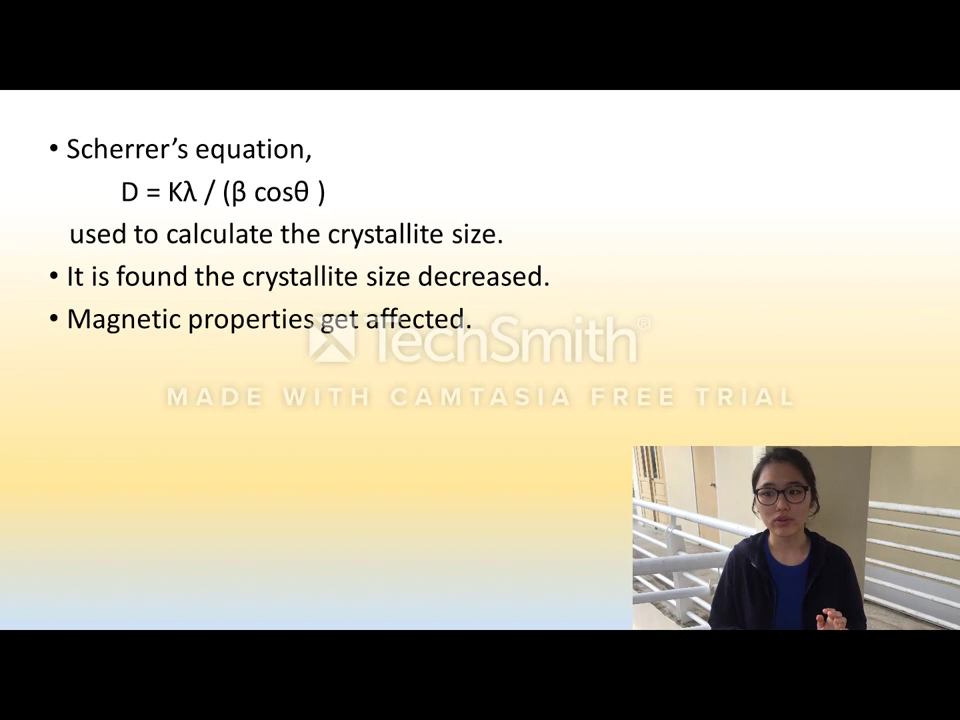 • Scherrer’s equation,
D = Kλ / (β cosθ )
used to calculate the crystallite size.
• It is found the crystallite size decreased.
• Magnetic properties get affected.
TechSmith®
MADE WITH CAMTASIA FREE TRIAL